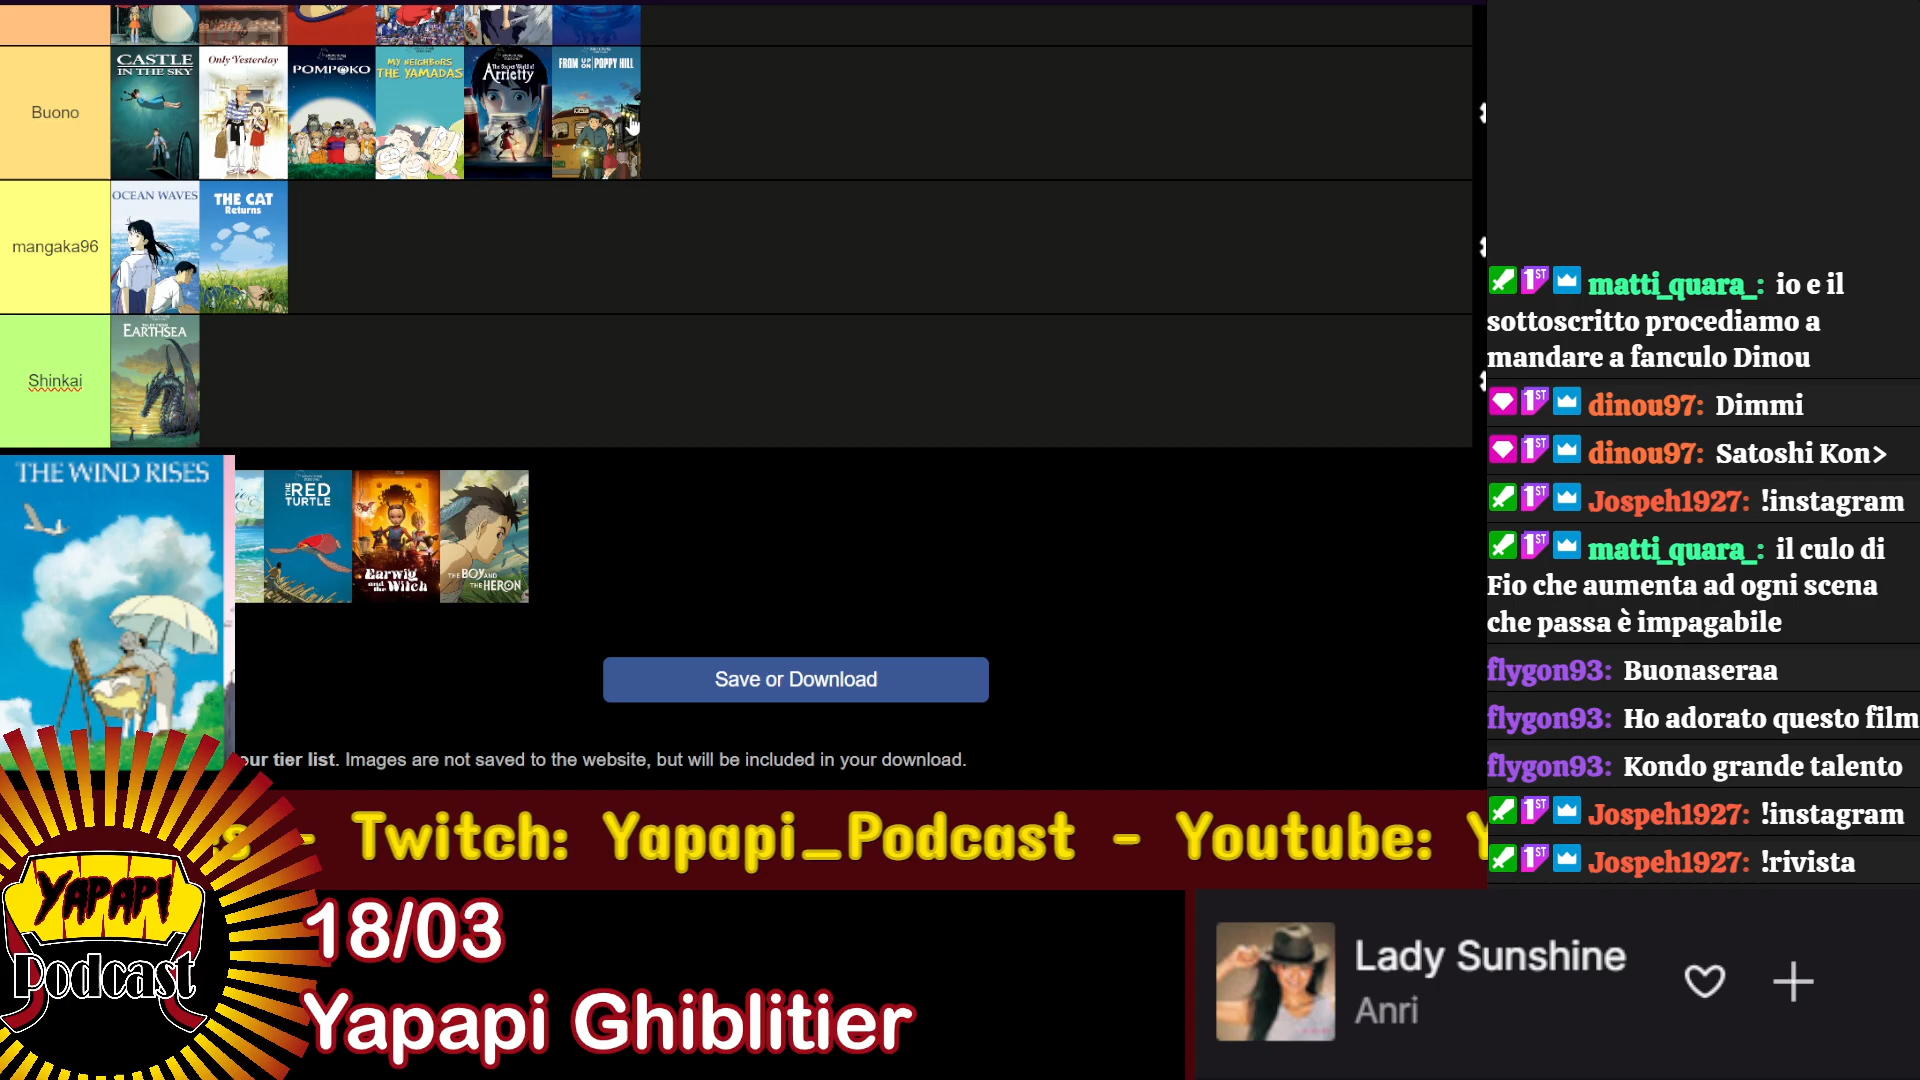 Buono
CASTLE
IN THE SKY
Only Yesterday
POMPOKO
MY NEIGHBORS
THE YAMADAS
The Secret World of
Arrietty
FROM UP ON POPPY HILL
mangaka96
OCEAN WAVES
THE CAT
Returns
Shinkai
TALES FROM
EARTHSEA
THE WIND RISES
THE RED
TURTLE
Earwig
and the Witch
THE BOY AND
THE HERON
Save or Download
our tier list. Images are not saved to the website, but will be included in your download.
s - Twitch: Yapapi_Podcast - Youtube: Y
YAPAPI
Podcast
18/03
Yapapi Ghiblitier
matti_quara_: io e il
sottoscritto procediamo a
mandare a fanculo Dinou
dinou97: Dimmi
dinou97: Satoshi Kon>
Jospeh1927: !instagram
matti_quara_: il culo di
Fio che aumenta ad ogni scena
che passa è impagabile
flygon93: Buonaseraa
flygon93: Ho adorato questo film
flygon93: Kondo grande talento
Jospeh1927: !instagram
Jospeh1927: !rivista
Lady Sunshine
Anri